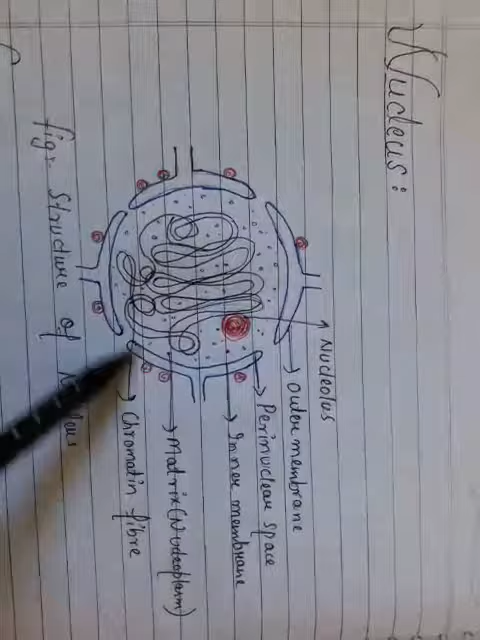 Nucleus:
Nucleolus
outer membrane
Perinuclear space
Inner membrane
Matrix(Nucleoplasm)
Chromatin fibre
fig:- Structure of